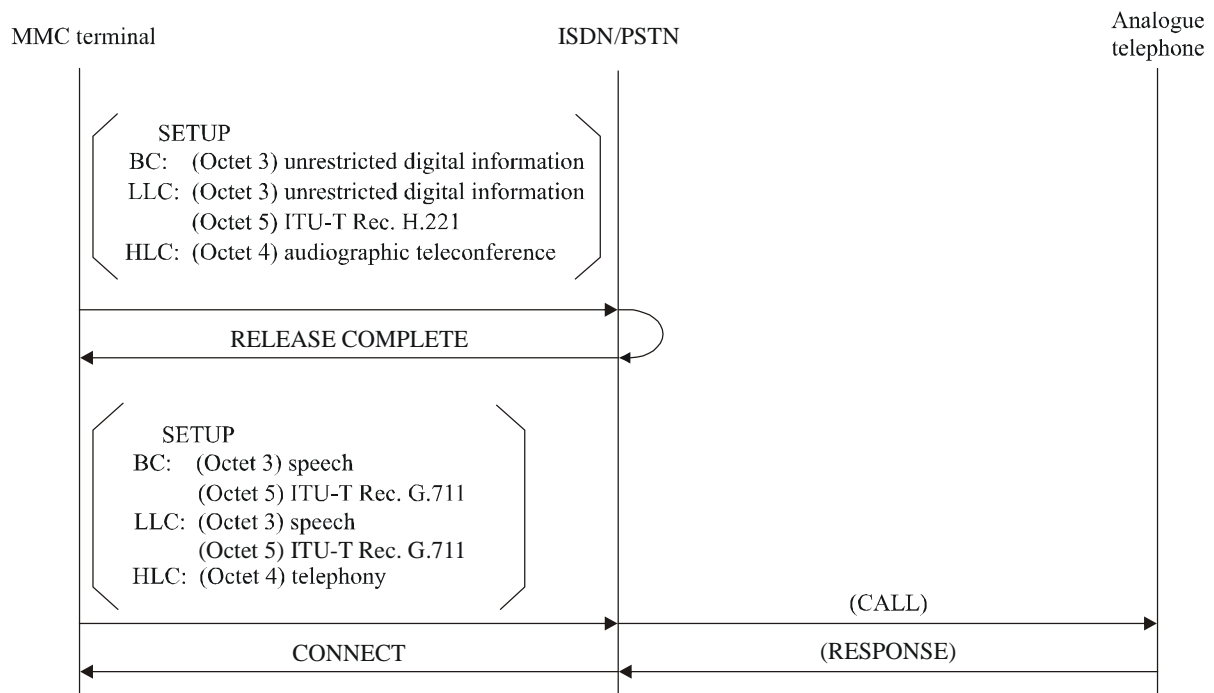 MMC terminal
ISDN/PSTN
Analogue
telephone
SETUP
BC: (Octet 3) unrestricted digital information
LLC: (Octet 3) unrestricted digital information
(Octet 5) ITU-T Rec. H.221
HLC: (Octet 4) audiographic teleconference
RELEASE COMPLETE
SETUP
BC: (Octet 3) speech
(Octet 5) ITU-T Rec. G.711
LLC: (Octet 3) speech
(Octet 5) ITU-T Rec. G.711
HLC: (Octet 4) telephony
(CALL)
CONNECT
(RESPONSE)